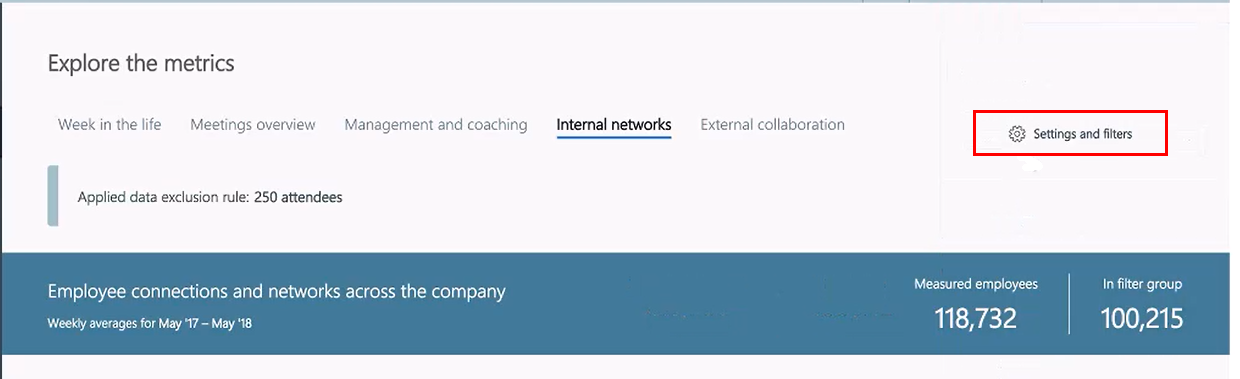 Explore the metrics
Week in the life Meetings overview Management and coaching Internal networks External collaboration
Settings and filters
Applied data exclusion rule: 250 attendees
Employee connections and networks across the company
Weekly averages for May '17 – May '18
Measured employees
118,732
In filter group
100,215